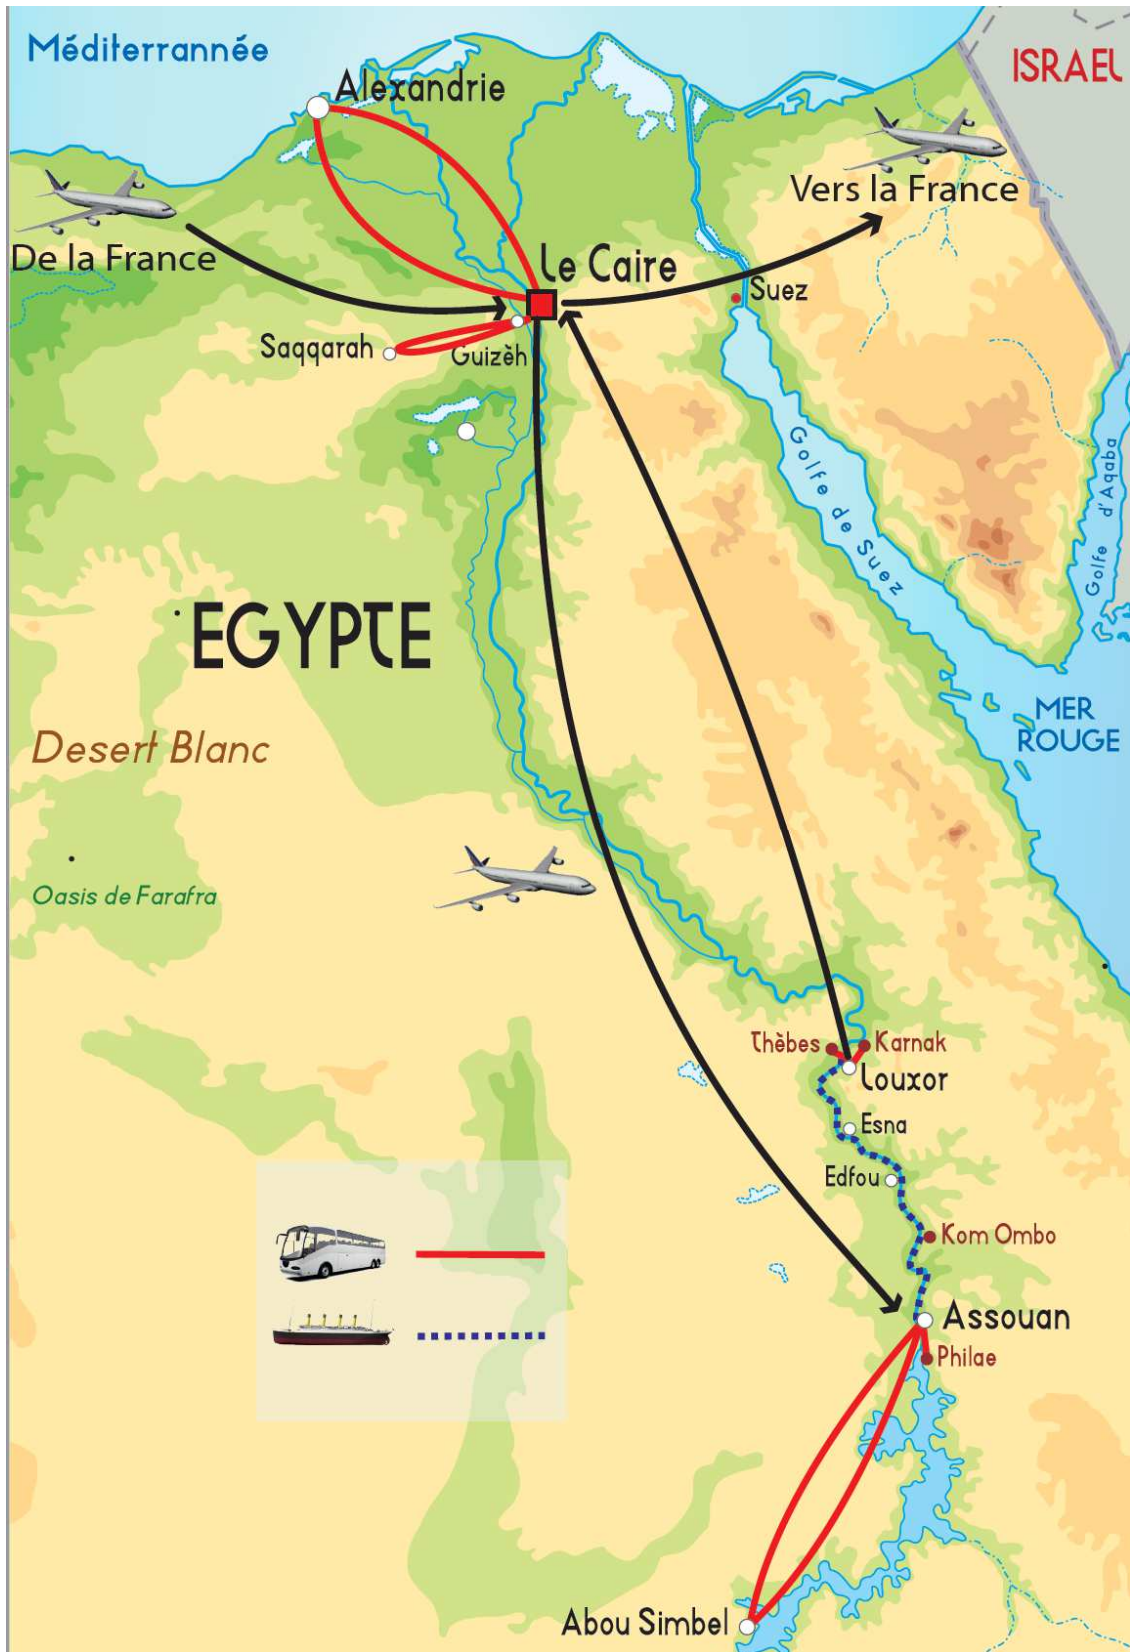 Méditerrannée
ISRAEL
Alexandrie
Vers la France
De la France
Le Caire
Suez
Saqqarah
Guizèh
Golfe de Suez
Golfe d'Aqaba
EGYPTE
MER
ROUGE
Desert Blanc
Oasis de Farafra
Thèbes
Karnak
Louxor
Esna
Edfou
Kom Ombo
Assouan
Philae
Abou Simbel